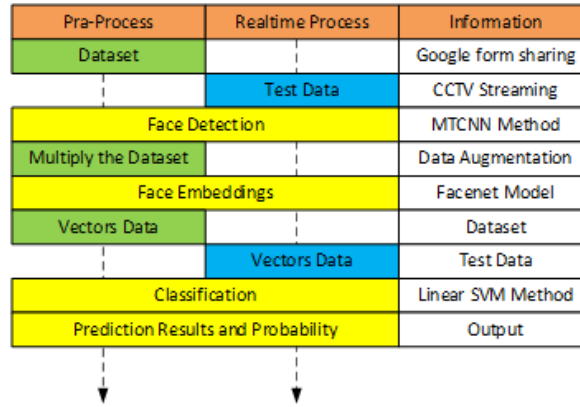 Pra-Process Realtime Process Information
Dataset Google form sharing
Test Data CCTV Streaming
Face Detection MTCNN Method
Multiply the Dataset Data Augmentation
Face Embeddings Facenet Model
Vectors Data Dataset
Vectors Data Test Data
Classification Linear SVM Method
Prediction Results and Probability Output